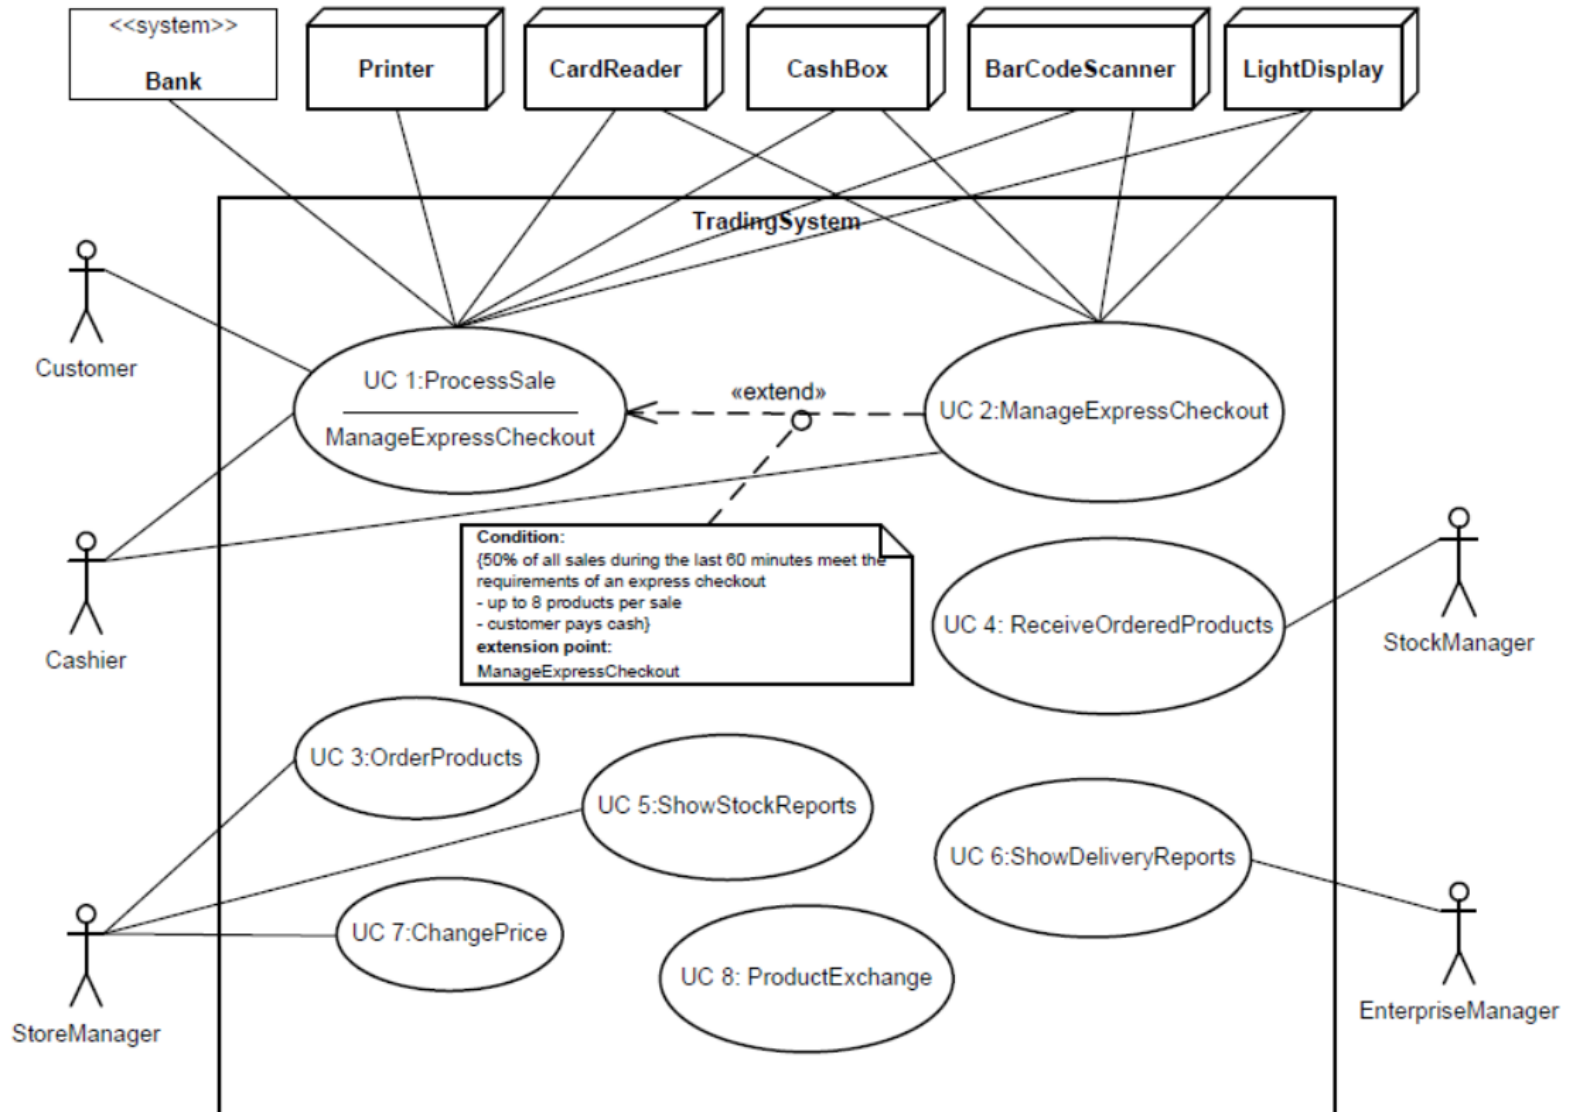 <<system>>
Bank
Printer
CardReader
CashBox
BarCodeScanner
LightDisplay
TradingSystem
Customer
UC 1:ProcessSale
ManageExpressCheckout
«extend»
UC 2:ManageExpressCheckout
Cashier
Condition:
{50% of all sales during the last 60 minutes meet the
requirements of an express checkout
- up to 8 products per sale
- customer pays cash}
extension point:
ManageExpressCheckout
UC 4: ReceiveOrderedProducts
StockManager
UC 3:OrderProducts
UC 5:ShowStockReports
UC 6:ShowDeliveryReports
UC 7:ChangePrice
UC 8: ProductExchange
StoreManager
EnterpriseManager